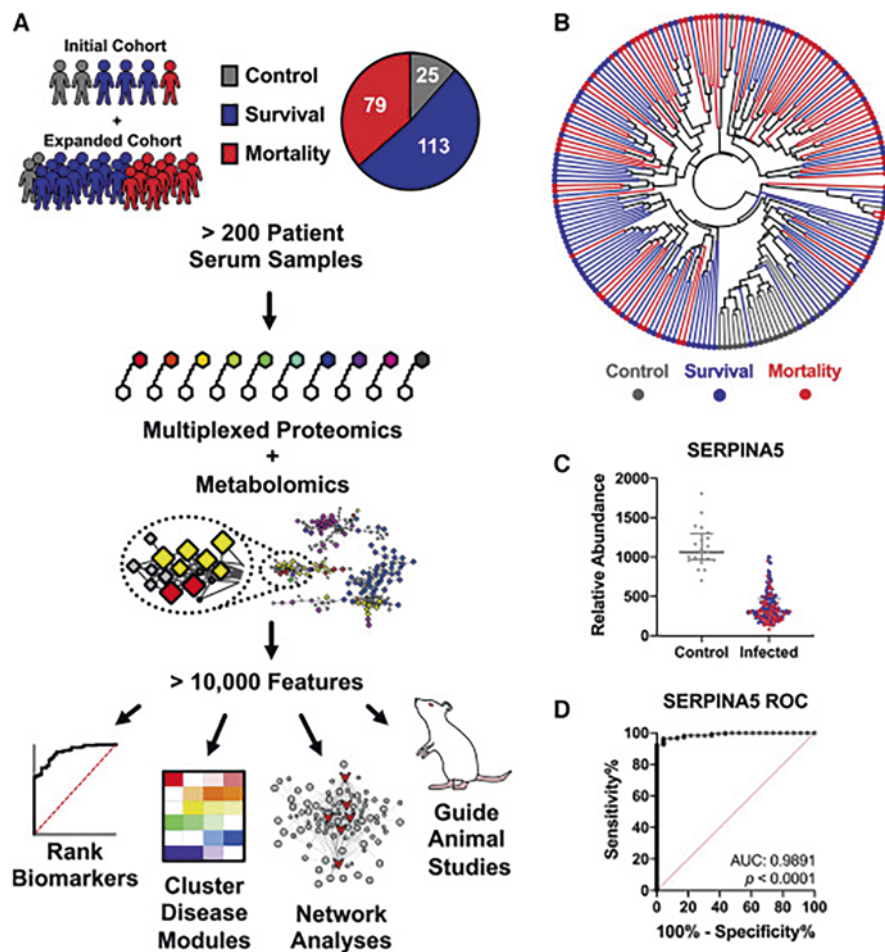 A
Initial Cohort
+
Expanded Cohort
Control
Survival
Mortality
25
79
113
> 200 Patient
Serum Samples
Multiplexed Proteomics
+
Metabolomics
> 10,000 Features
Rank
Biomarkers
Cluster
Disease
Modules
Network
Analyses
Guide
Animal
Studies
B
Control
Survival
Mortality
C
SERPINA5
Relative Abundance
2000
1500
1000
500
0
Control
Infected
D
SERPINA5 ROC
Sensitivity%
100
80
60
40
20
0
AUC: 0.9891
p < 0.0001
0 20 40 60 80 100
100% - Specificity%